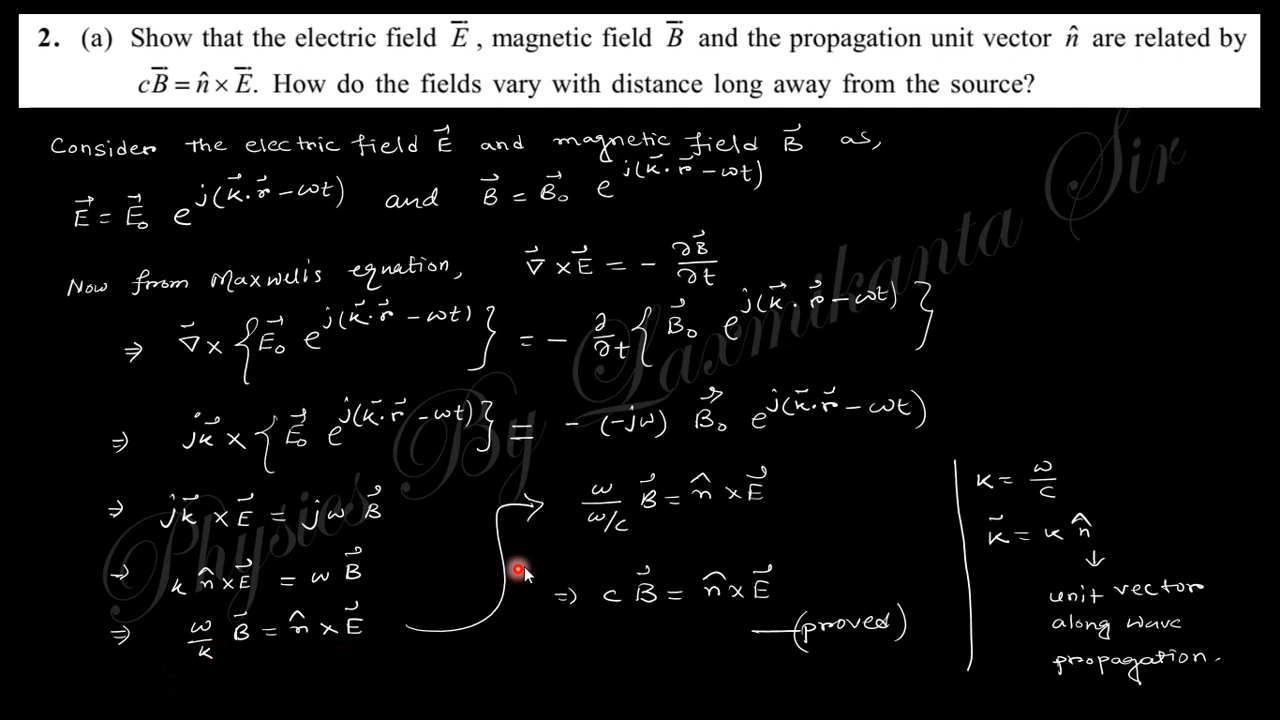 2. (a) Show that the electric field E⃗, magnetic field B⃗ and the propagation unit vector n̂ are related by
cB⃗ = n̂ × E⃗. How do the fields vary with distance long away from the source?
Consider the electric field E⃗ and magnetic field B⃗ as,
E⃗ = E⃗₀ e^{j(k⃗·r⃗ - ωt)} and B⃗ = B⃗₀ e^{j(k⃗·r⃗ - ωt)}
Now from Maxwell's equation, ∇⃗ × E⃗ = - ∂B⃗/∂t
⇒ ∇⃗ × {E⃗₀ e^{j(k⃗·r⃗ - ωt)}} = - ∂/∂t {B⃗₀ e^{j(k⃗·r⃗ - ωt)}}
⇒ jk⃗ × {E⃗₀ e^{j(k⃗·r⃗ - ωt)}} = - (-jω) B⃗₀ e^{j(k⃗·r⃗ - ωt)}
⇒ jk⃗ × E⃗ = jω B⃗
⇒ k n̂ × E⃗ = ω B⃗
⇒ ω/k B⃗ = n̂ × E⃗
ω/(ω/c) B⃗ = n̂ × E⃗
⇒ c B⃗ = n̂ × E⃗
—(proved)
k = ω/c
k⃗ = k n̂
↓
unit vector
along wave
propagation.
Physics By Laxmikanta Sir